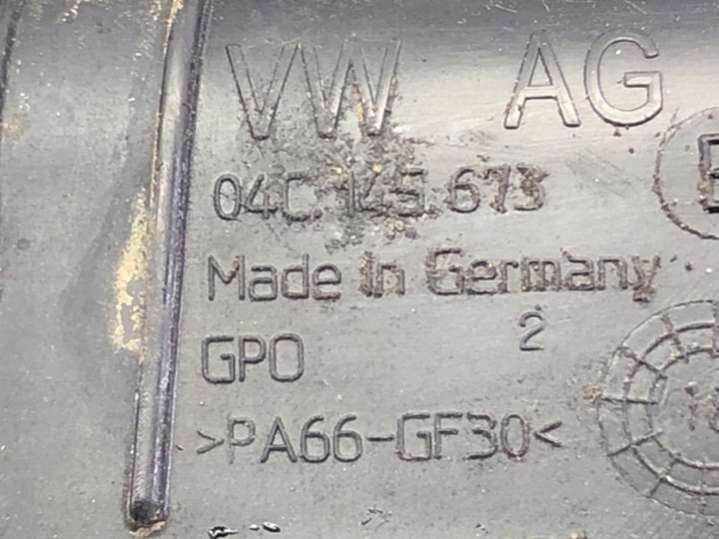 VW AG
04C.145.673
Made In Germany
2
GPO
>PA66-GF30<